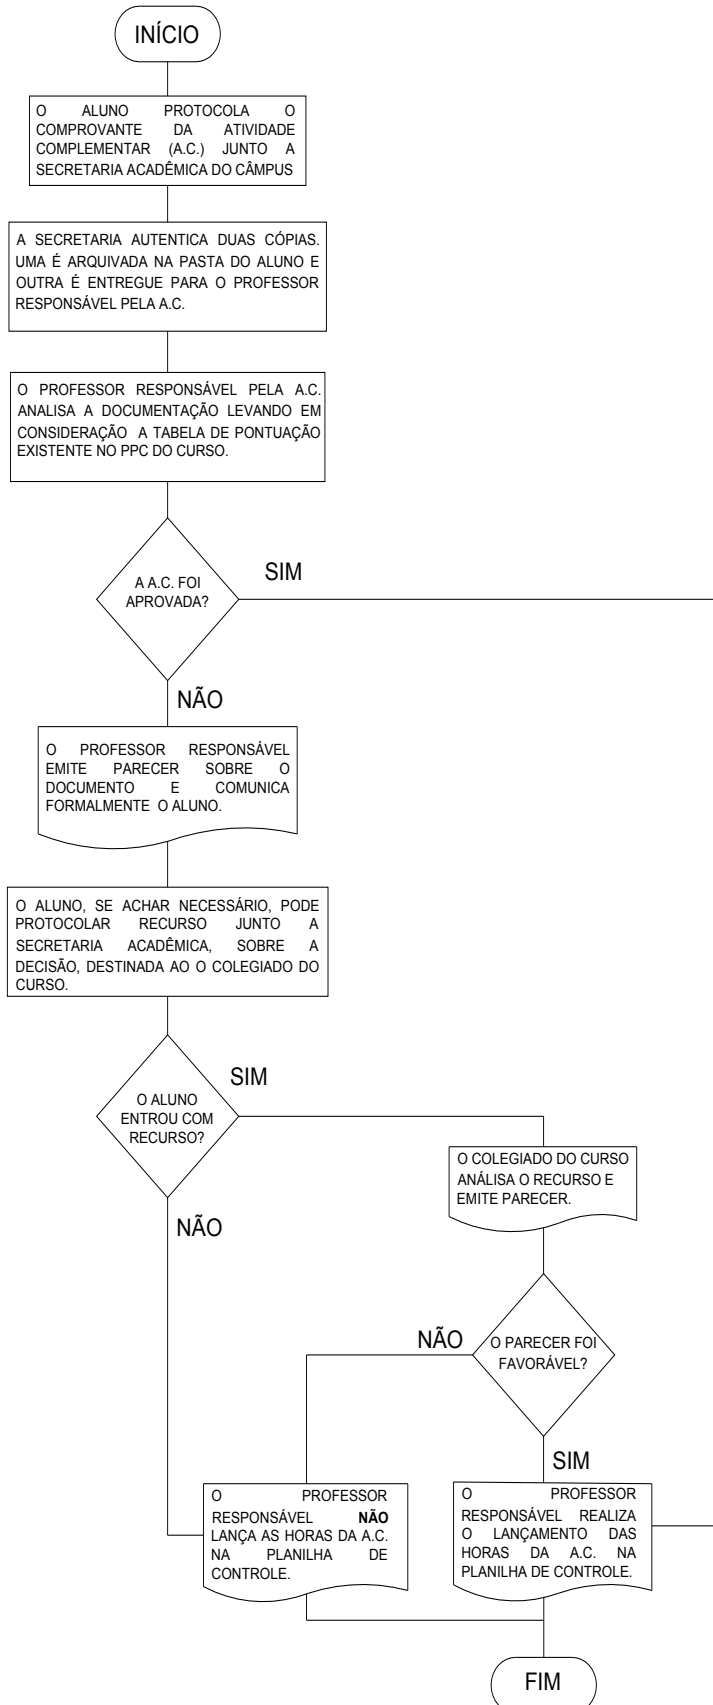 INÍCIO
O ALUNO PROTOCOLA O
COMPROVANTE DA ATIVIDADE
COMPLEMENTAR (A.C.) JUNTO A
SECRETARIA ACADÊMICA DO CÂMPUS
A SECRETARIA AUTENTICA DUAS CÓPIAS.
UMA É ARQUIVADA NA PASTA DO ALUNO E
OUTRA É ENTREGUE PARA O PROFESSOR
RESPONSÁVEL PELA A.C.
O PROFESSOR RESPONSÁVEL PELA A.C.
ANALISA A DOCUMENTAÇÃO LEVANDO EM
CONSIDERAÇÃO A TABELA DE PONTUAÇÃO
EXISTENTE NO PPC DO CURSO.
A A.C. FOI
APROVADA?
SIM
NÃO
O PROFESSOR RESPONSÁVEL
EMITE PARECER SOBRE O
DOCUMENTO E COMUNICA
FORMALMENTE O ALUNO.
O ALUNO, SE ACHAR NECESSÁRIO, PODE
PROTOCOLAR RECURSO JUNTO A
SECRETARIA ACADÊMICA, SOBRE A
DECISÃO, DESTINADA AO O COLEGIADO DO
CURSO.
O ALUNO
ENTROU COM
RECURSO?
SIM
NÃO
O COLEGIADO DO CURSO
ANÁLISA O RECURSO E
EMITE PARECER.
O PARECER FOI
FAVORÁVEL?
NÃO
SIM
O PROFESSOR
RESPONSÁVEL NÃO
LANÇA AS HORAS DA A.C.
NA PLANILHA DE
CONTROLE.
O PROFESSOR
RESPONSÁVEL REALIZA
O LANÇAMENTO DAS
HORAS DA A.C. NA
PLANILHA DE CONTROLE.
FIM